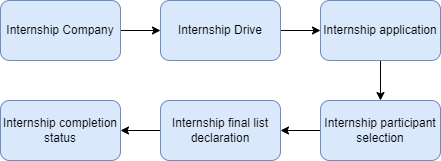 Internship Company
Internship Drive
Internship application
Internship participant
selection
Internship final list
declaration
Internship completion
status